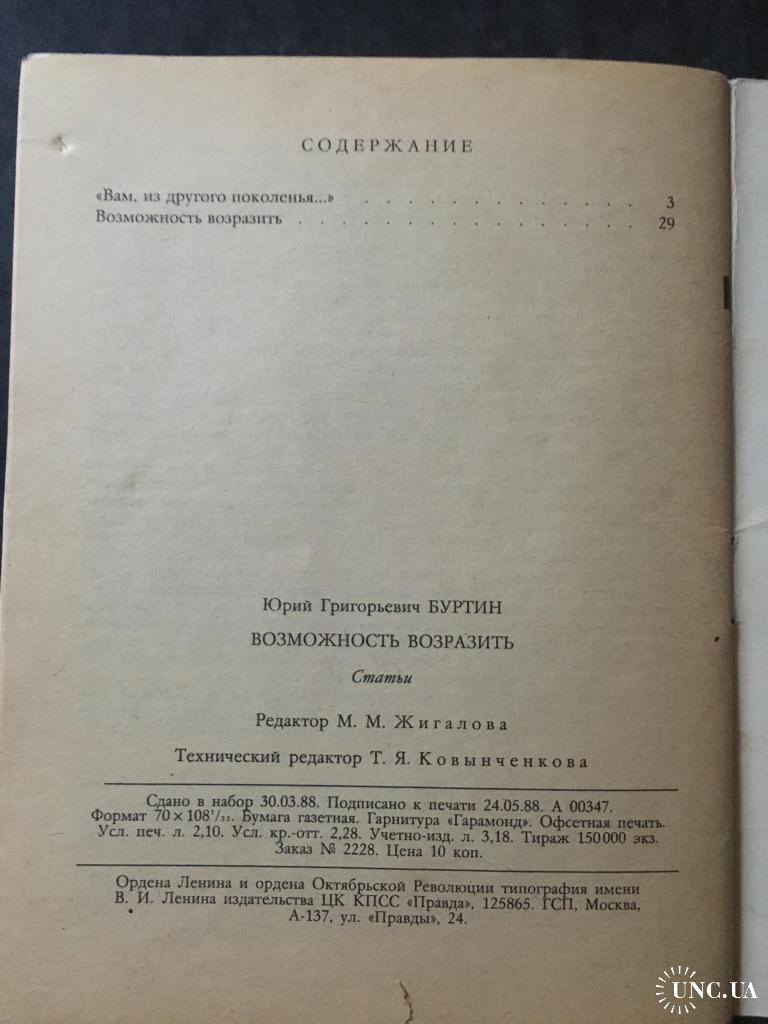 СОДЕРЖАНИЕ
«Вам, из другого поколенья...» . . . . . . . . . . . . . 3
Возможность возразить . . . . . . . . . . . . . . . . 29
Юрий Григорьевич БУРТИН
ВОЗМОЖНОСТЬ ВОЗРАЗИТЬ
Статьи
Редактор М. М. Жигалова
Технический редактор Т. Я. Ковынченкова
Сдано в набор 30.03.88. Подписано к печати 24.05.88. А 00347.
Формат 70×108¹/₃₂. Бумага газетная. Гарнитура «Гарамонд». Офсетная печать.
Усл. печ. л. 2,10. Усл. кр.-отт. 2,28. Учетно-изд. л. 3,18. Тираж 150 000 экз.
Заказ № 2228. Цена 10 коп.
Ордена Ленина и ордена Октябрьской Революции типография имени
В. И. Ленина издательства ЦК КПСС «Правда», 125865. ГСП, Москва,
А-137, ул. «Правды», 24.
UNC.UA